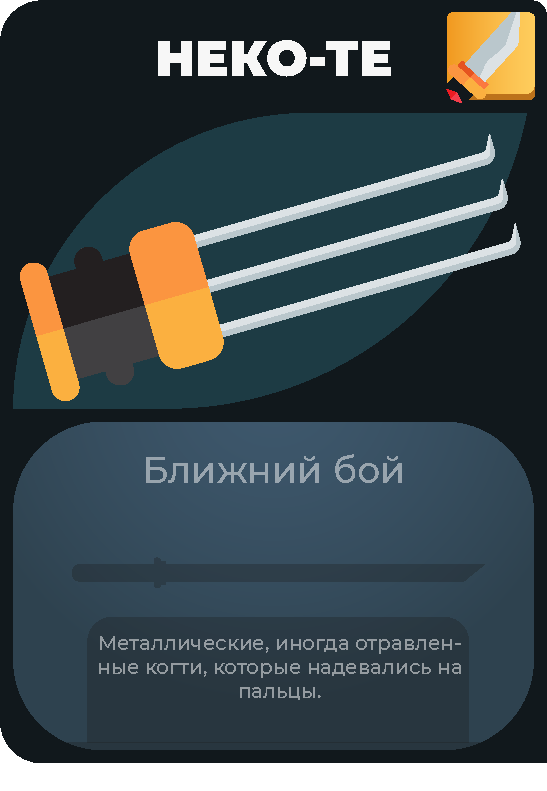 НЕКО-ТЕ
Ближний бой
Металлические, иногда отравлен-
ные когти, которые надевались на
пальцы.